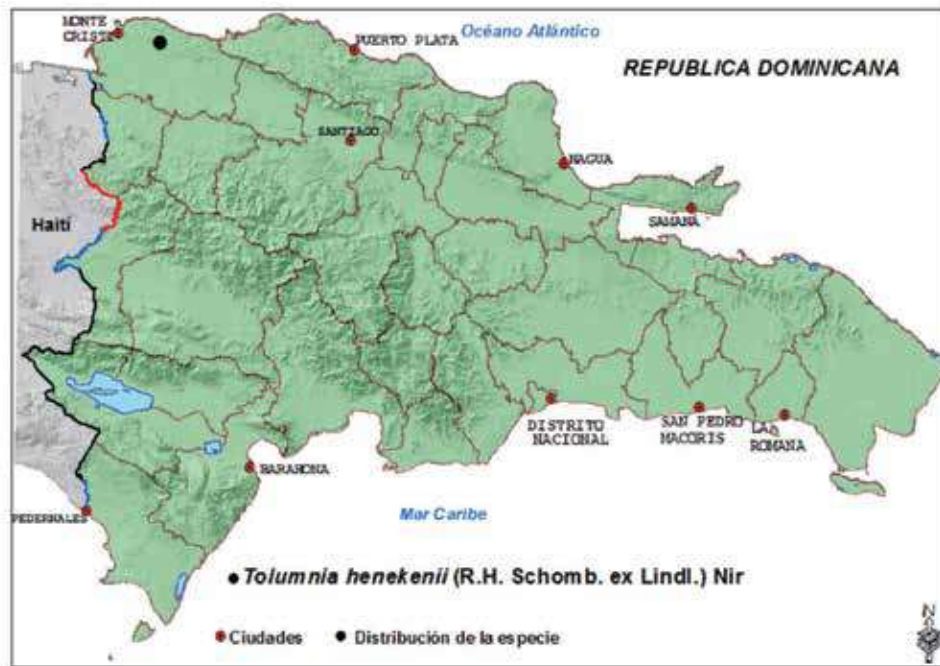 MONTE
CRISTI
PUERTO PLATA
Océano Atlántico
REPUBLICA DOMINICANA
SANTIAGO
NAGUA
SAMANA
Haití
DISTRITO
NACIONAL
SAN PEDRO
MACORIS
LA
ROMANA
BARAHONA
PEDERNALES
Mar Caribe
Tolumnia henekenii (R.H. Schomb. ex Lindl.) Nir
Ciudades
Distribución de la especie
N